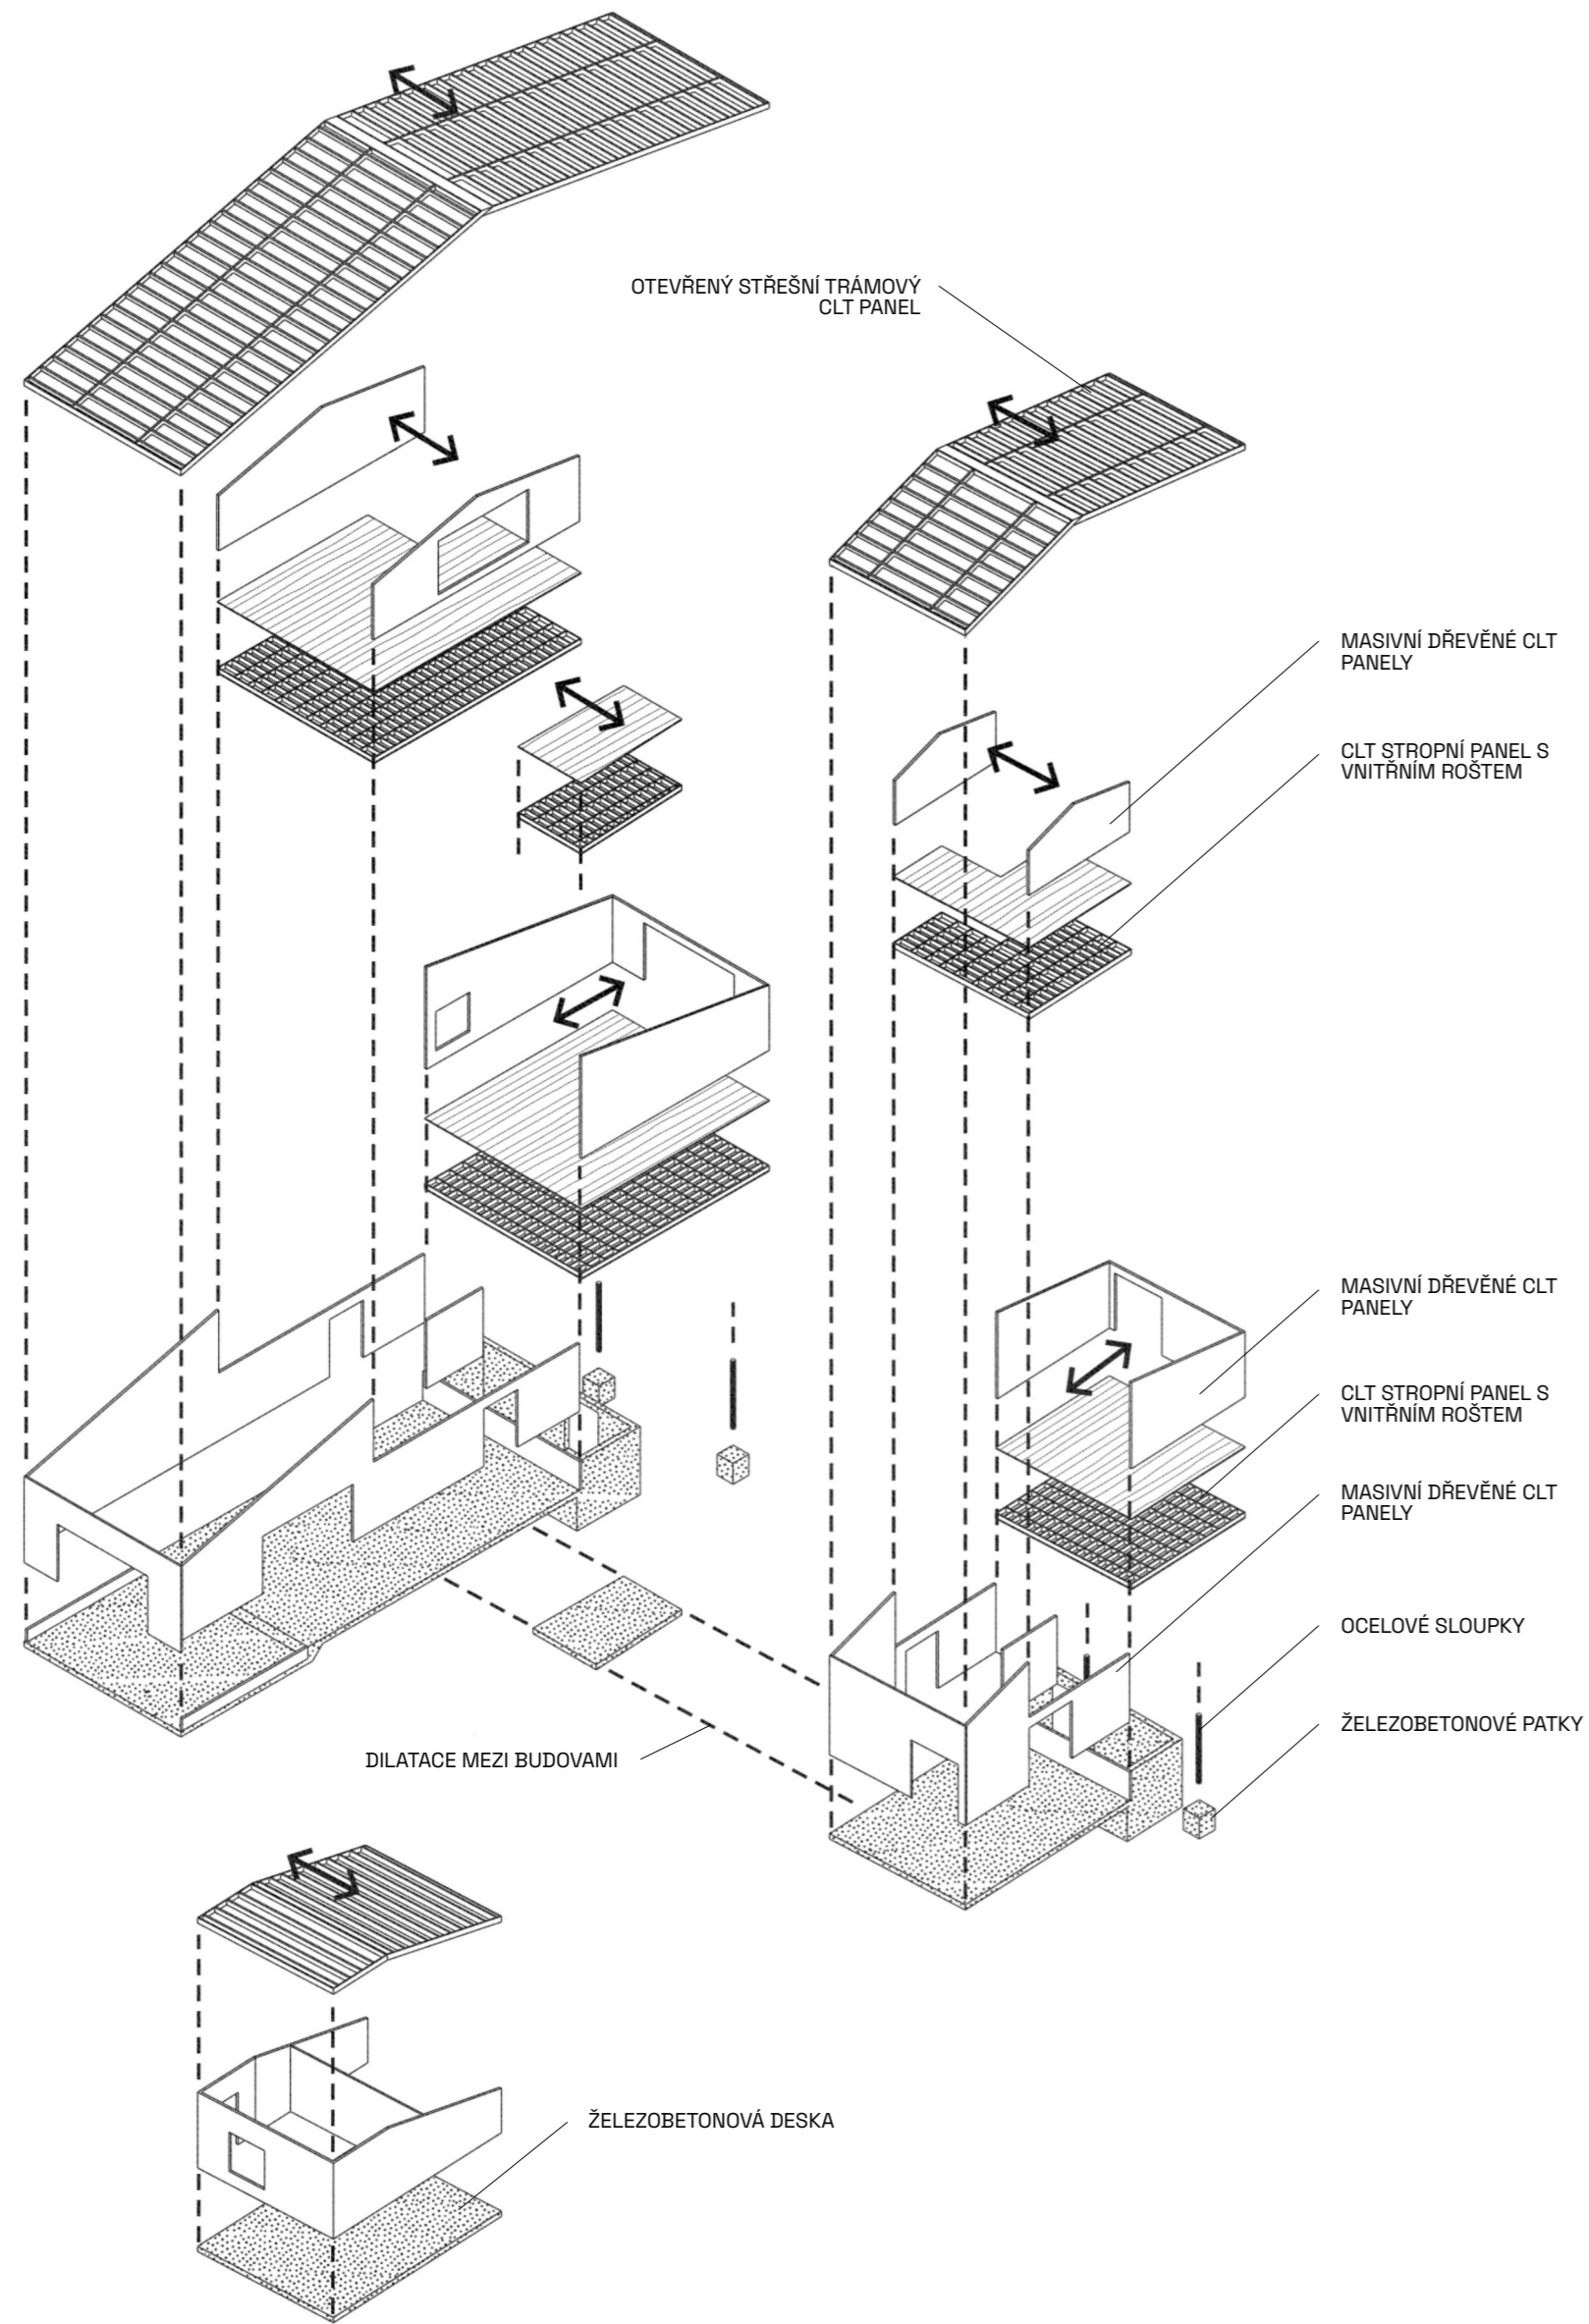 OTEVŘENÝ STŘEŠNÍ TRÁMOVÝ
CLT PANEL
MASIVNÍ DŘEVĚNÉ CLT
PANELY
CLT STROPNÍ PANEL S
VNITŘNÍM ROŠTEM
MASIVNÍ DŘEVĚNÉ CLT
PANELY
CLT STROPNÍ PANEL S
VNITŘNÍM ROŠTEM
MASIVNÍ DŘEVĚNÉ CLT
PANELY
OCELOVÉ SLOUPKY
ŽELEZOBETONOVÉ PATKY
DILATACE MEZI BUDOVAMI
ŽELEZOBETONOVÁ DESKA